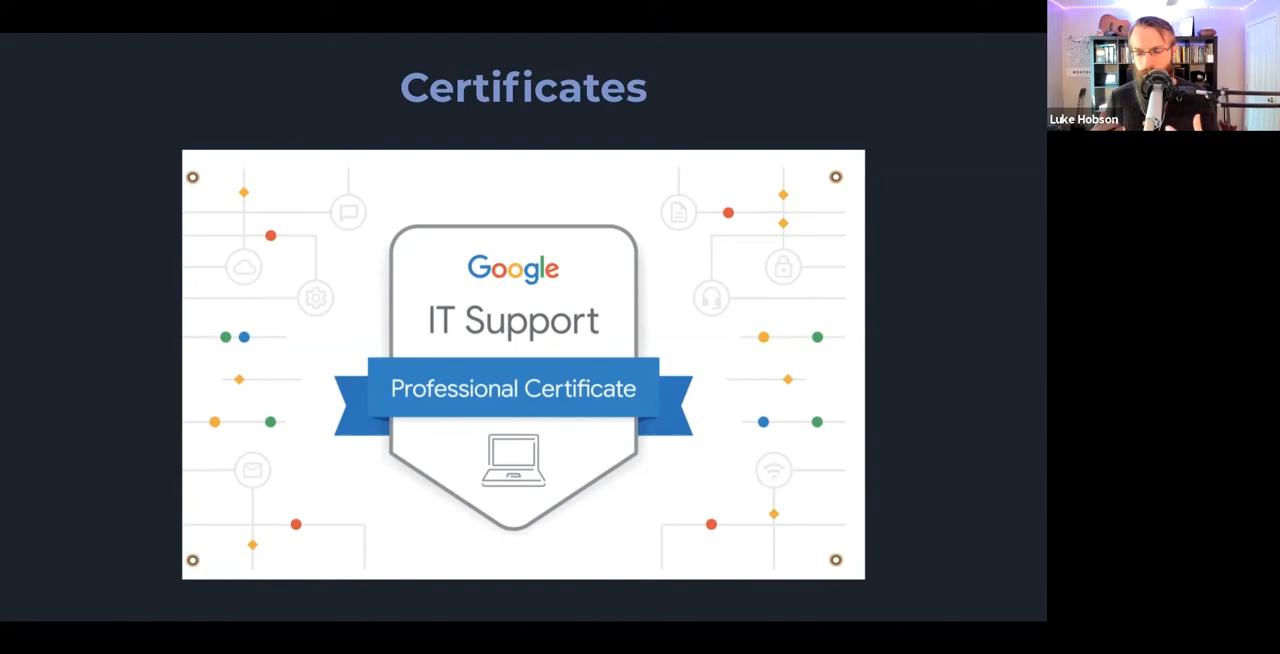 Certificates
Google
IT Support
Professional Certificate
Luke Hobson